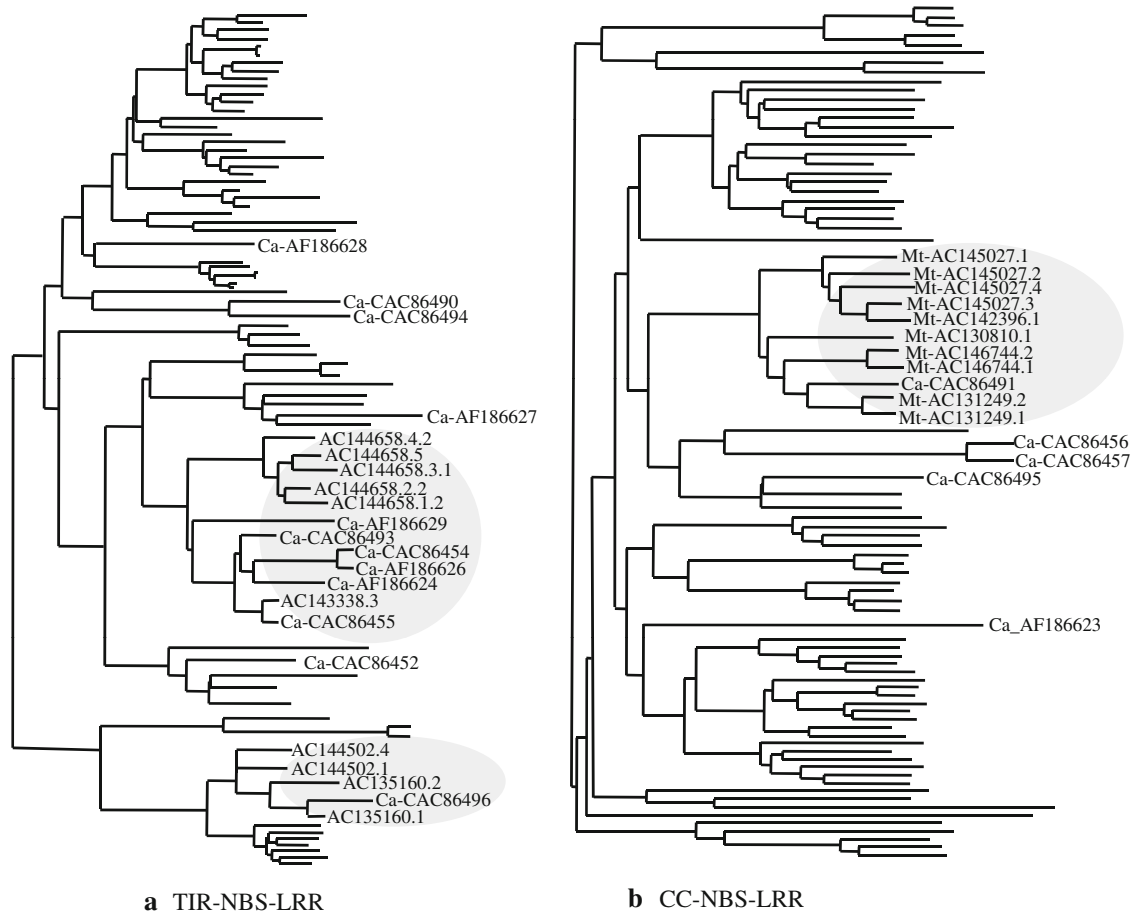 Ca-AF186628
Ca-CAC86490
Ca-CAC86494
Ca-AF186627
AC144658.4.2
AC144658.5
AC144658.3.1
AC144658.2.2
AC144658.1.2
Ca-AF186629
Ca-CAC86493
Ca-CAC86454
Ca-AF186626
Ca-AF186624
AC143338.3
Ca-CAC86455
Ca-CAC86452
AC144502.4
AC144502.1
AC135160.2
Ca-CAC86496
AC135160.1
a TIR-NBS-LRR
Mt-AC145027.1
Mt-AC145027.2
Mt-AC145027.4
Mt-AC145027.3
Mt-AC142396.1
Mt-AC130810.1
Mt-AC146744.2
Mt-AC146744.1
Ca-CAC86491
Mt-AC131249.2
Mt-AC131249.1
Ca-CAC86456
Ca-CAC86457
Ca-CAC86495
Ca_AF186623
b CC-NBS-LRR